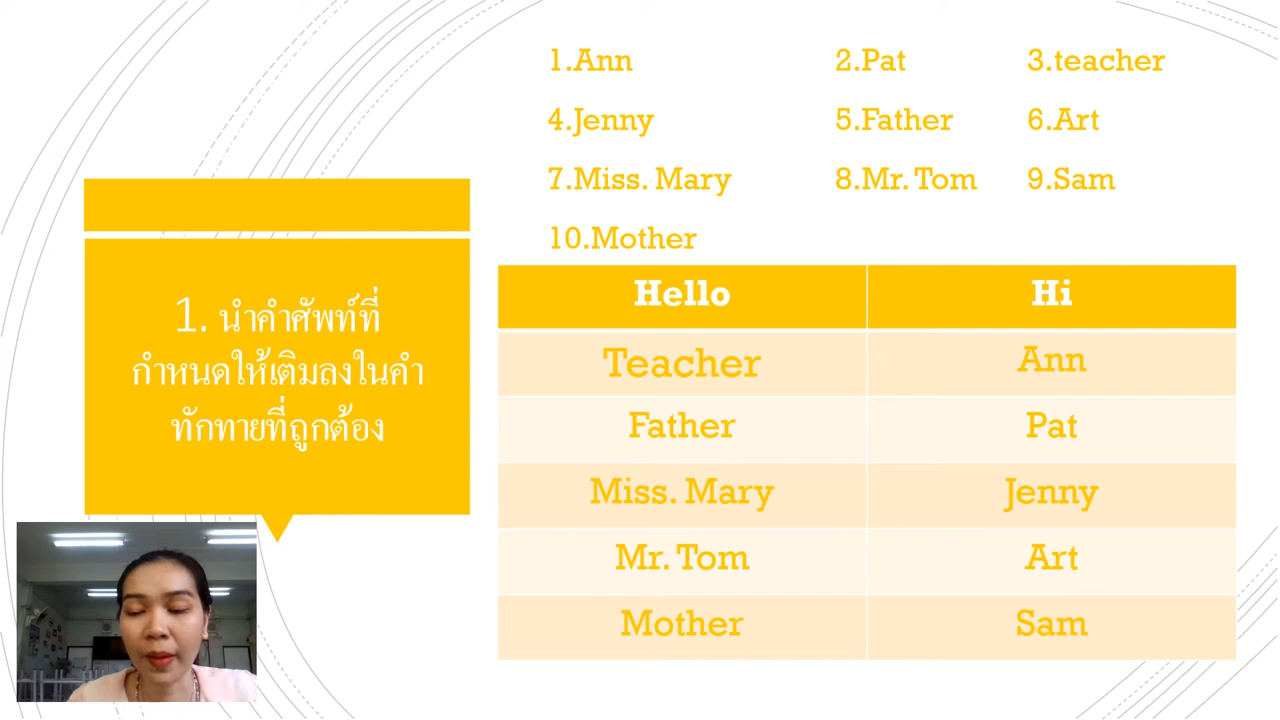 1.Ann 2.Pat 3.teacher
4.Jenny 5.Father 6.Art
7.Miss. Mary 8.Mr. Tom 9.Sam
10.Mother
1. นำคำศัพท์ที่
กำหนดให้เติมลงในคำ
ทักทายที่ถูกต้อง
Hello Hi
Teacher Ann
Father Pat
Miss. Mary Jenny
Mr. Tom Art
Mother Sam